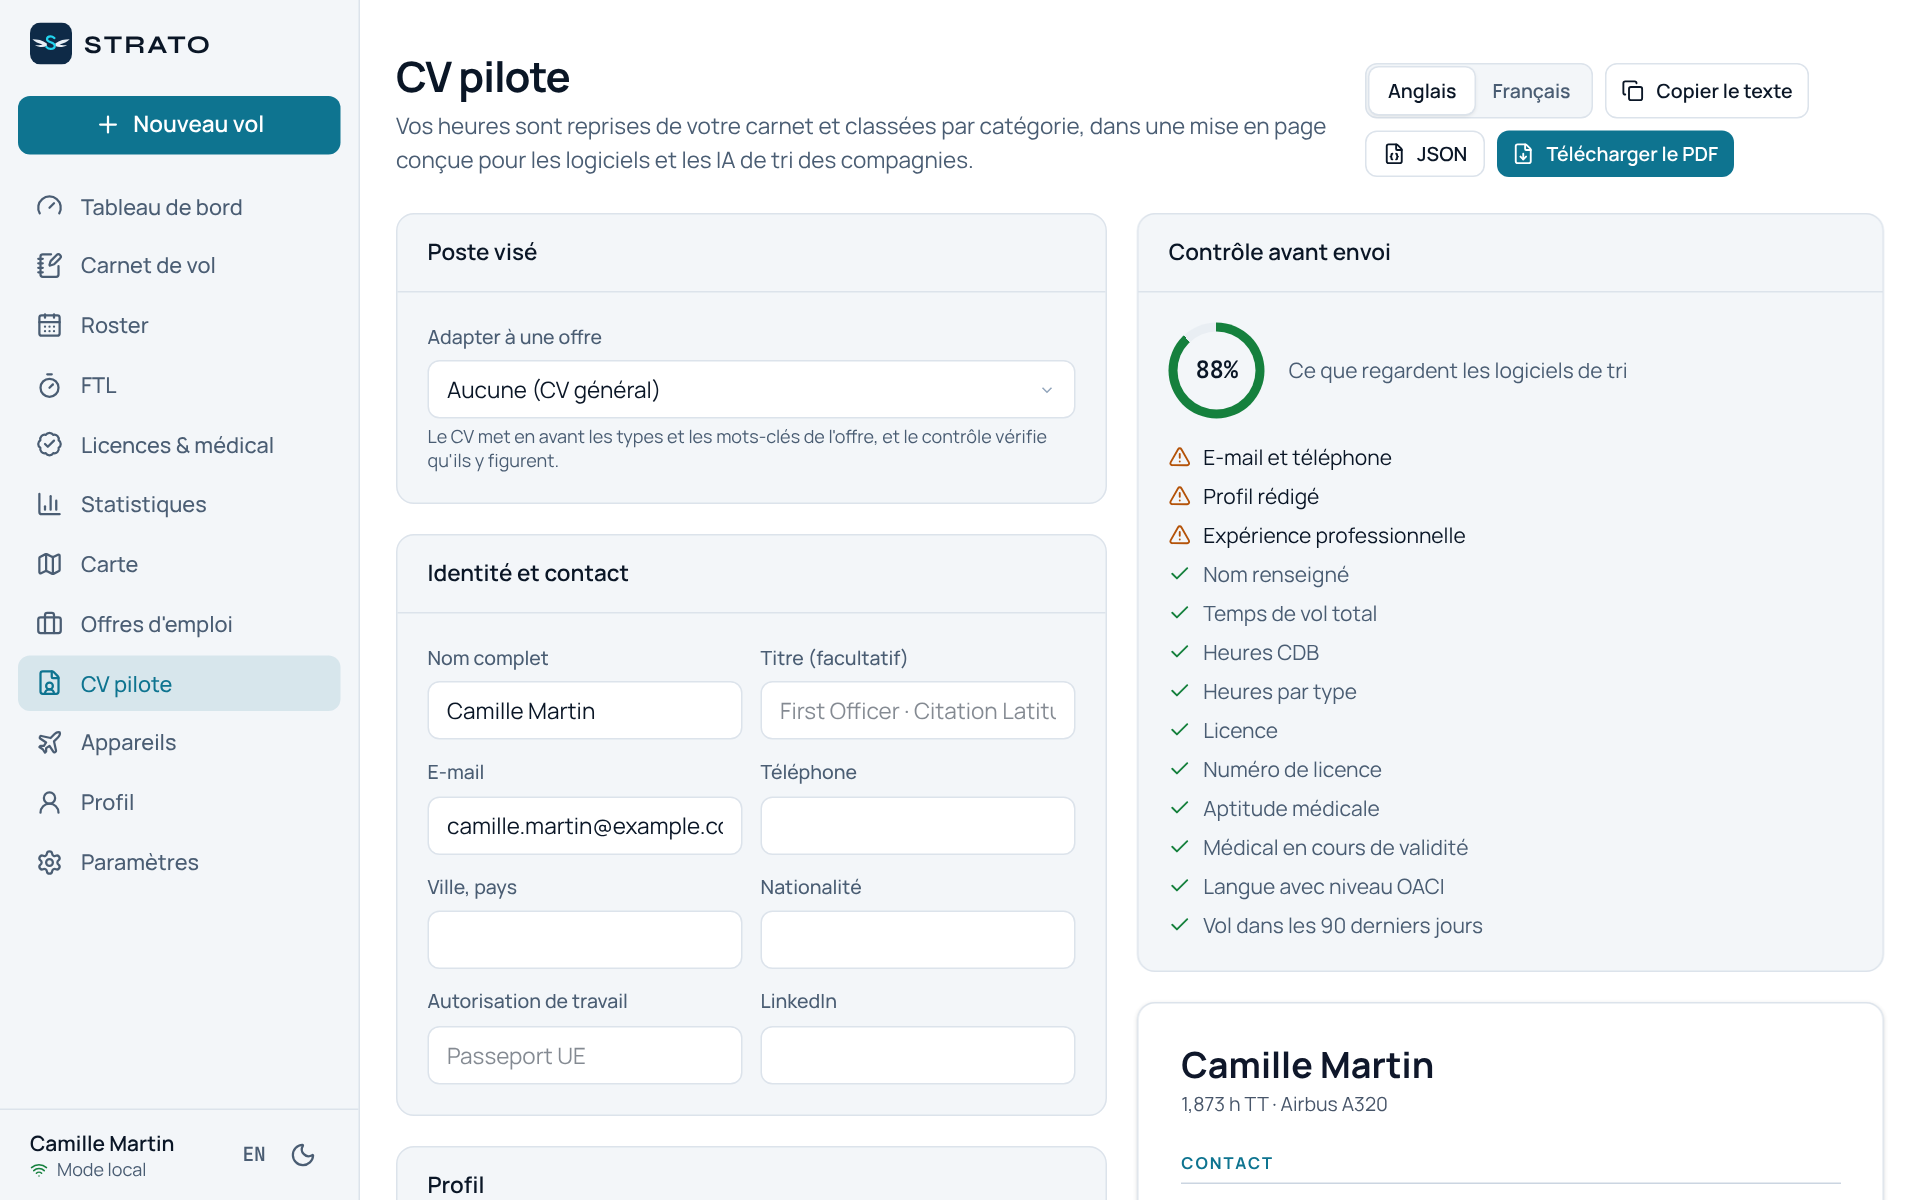 STRATO
Nouveau vol
Tableau de bord
Carnet de vol
Roster
FTL
Licences & médical
Statistiques
Carte
Offres d'emploi
CV pilote
Appareils
Profil
Paramètres
Camille Martin
Mode local
EN
CV pilote
Vos heures sont reprises de votre carnet et classées par catégorie, dans une mise en page
conçue pour les logiciels et les IA de tri des compagnies.
Anglais
Français
Copier le texte
JSON
Télécharger le PDF
Poste visé
Adapter à une offre
Aucune (CV général)
Le CV met en avant les types et les mots-clés de l'offre, et le contrôle vérifie
qu'ils y figurent.
Identité et contact
Nom complet
Camille Martin
Titre (facultatif)
First Officer · Citation Latitu
E-mail
camille.martin@example.cc
Téléphone
Ville, pays
Nationalité
Autorisation de travail
Passeport UE
LinkedIn
Profil
Contrôle avant envoi
88%
Ce que regardent les logiciels de tri
E-mail et téléphone
Profil rédigé
Expérience professionnelle
Nom renseigné
Temps de vol total
Heures CDB
Heures par type
Licence
Numéro de licence
Aptitude médicale
Médical en cours de validité
Langue avec niveau OACI
Vol dans les 90 derniers jours
Camille Martin
1,873 h TT · Airbus A320
CONTACT